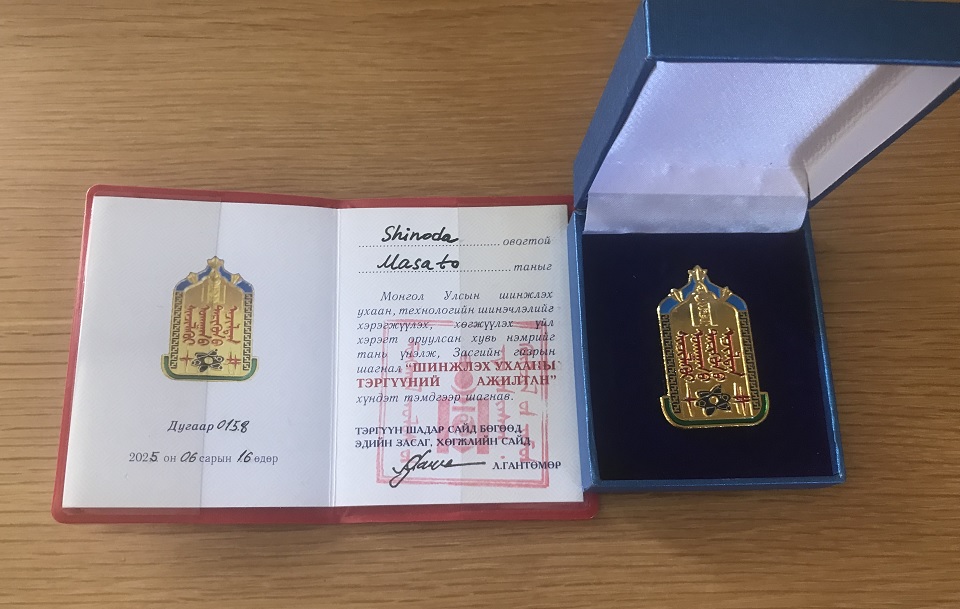 Дугаар 0158
2025 он 06 сарын 16 өдөр
Shinoda овогтой
Masato таныг
Монгол Улсын шинжлэх
ухаан, технологийн шинэчлэлийг
хэрэгжүүлэх, хөгжүүлэх үйл
хэрэгт оруулсан хувь нэмрийг
тань үнэлж, Засгийн газрын
шагнал “ШИНЖЛЭХ УХААНЫ
ТЭРГҮҮНИЙ АЖИЛТАН”
хүндэт тэмдгээр шагнав.
ТЭРГҮҮН ШАДАР САЙД БӨГӨӨД
ЭДИЙН ЗАСАГ, ХӨГЖЛИЙН САЙД
Л.ГАНТӨМӨР